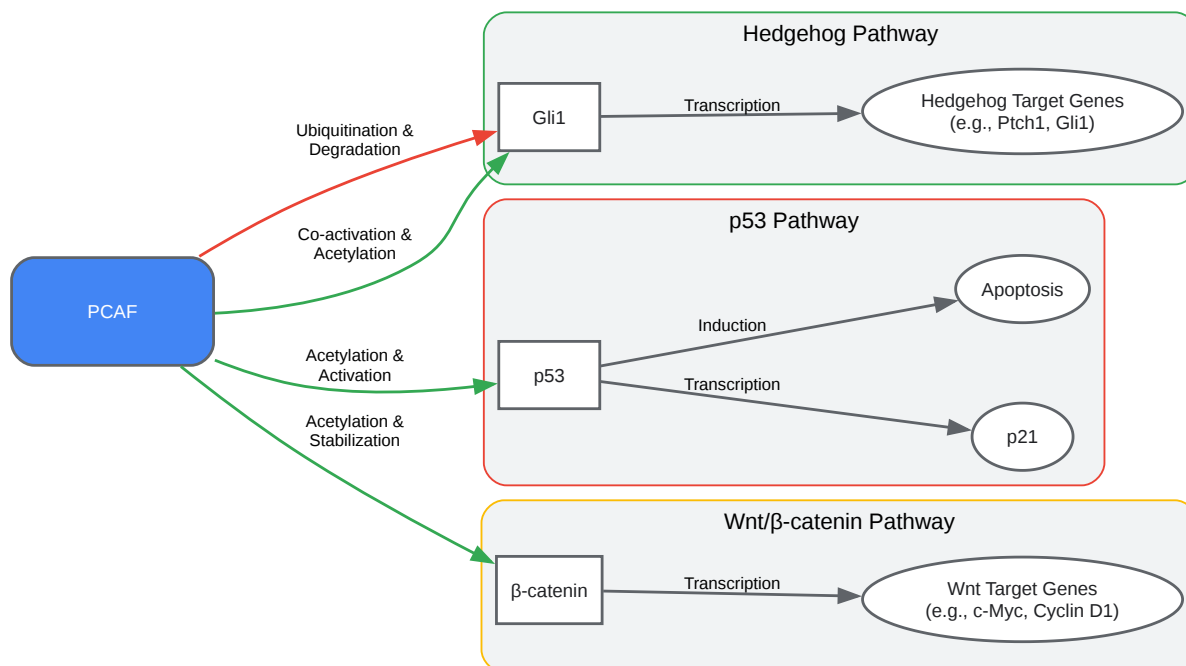 Hedgehog Pathway
Ubiquitination &
Degradation
Gli1
Transcription
Hedgehog Target Genes
(e.g., Ptch1, Gli1)
Co-activation &
Acetylation
p53 Pathway
PCAF
Acetylation &
Activation
p53
Induction
Apoptosis
Transcription
p21
Acetylation &
Stabilization
Wnt/β-catenin Pathway
β-catenin
Transcription
Wnt Target Genes
(e.g., c-Myc, Cyclin D1)